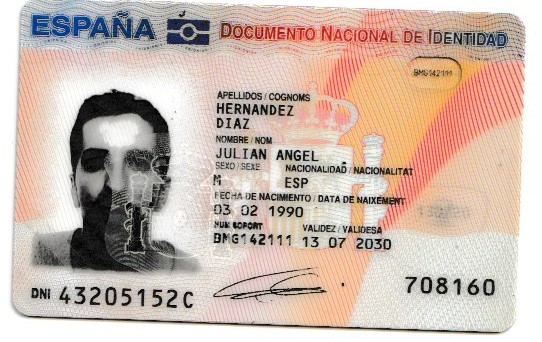 ESPAÑA DOCUMENTO NACIONAL DE IDENTIDAD
BMG142111
APELLIDOS / COGNOMS
HERNANDEZ
DIAZ
NOMBRE / NOM
JULIAN ANGEL
SEXO / SEXE NACIONALIDAD / NACIONALITAT
M ESP
FECHA DE NACIMIENTO / DATA DE NAIXEMENT
03 02 1990
NUM SOPORT VALIDEZ / VALIDESA
BMG142111 13 07 2030
DNI 43205152C
708160